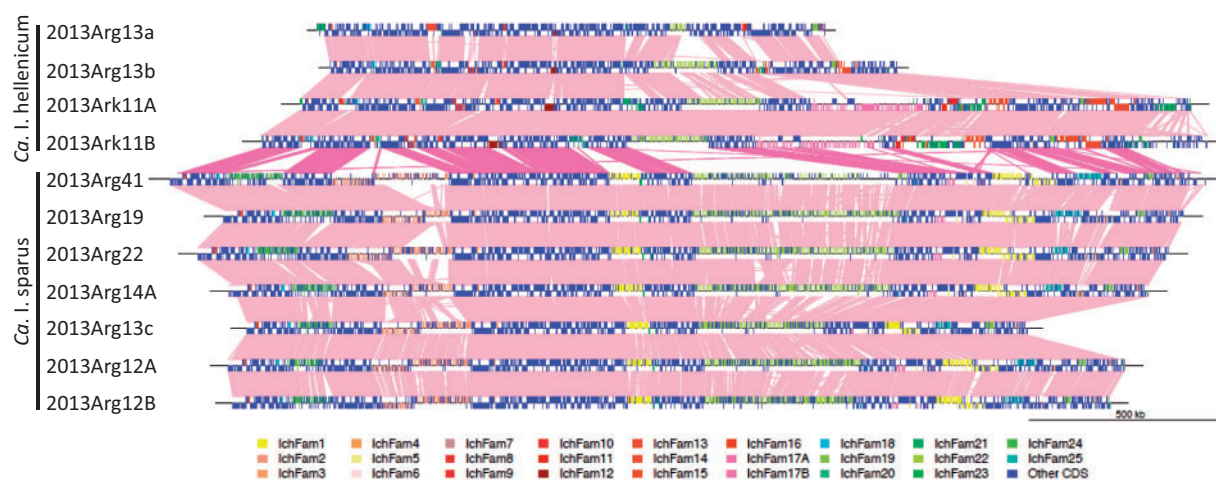 Ca. I. hellenicum
2013Arg13a
2013Arg13b
2013Ark11A
2013Ark11B
Ca. I. sparus
2013Arg41
2013Arg19
2013Arg22
2013Arg14A
2013Arg13c
2013Arg12A
2013Arg12B
500 kb
IchFam1 IchFam4 IchFam7 IchFam10 IchFam13 IchFam16 IchFam18 IchFam21 IchFam24
IchFam2 IchFam5 IchFam8 IchFam11 IchFam14 IchFam17A IchFam19 IchFam22 IchFam25
IchFam3 IchFam6 IchFam9 IchFam12 IchFam15 IchFam17B IchFam20 IchFam23 Other CDS